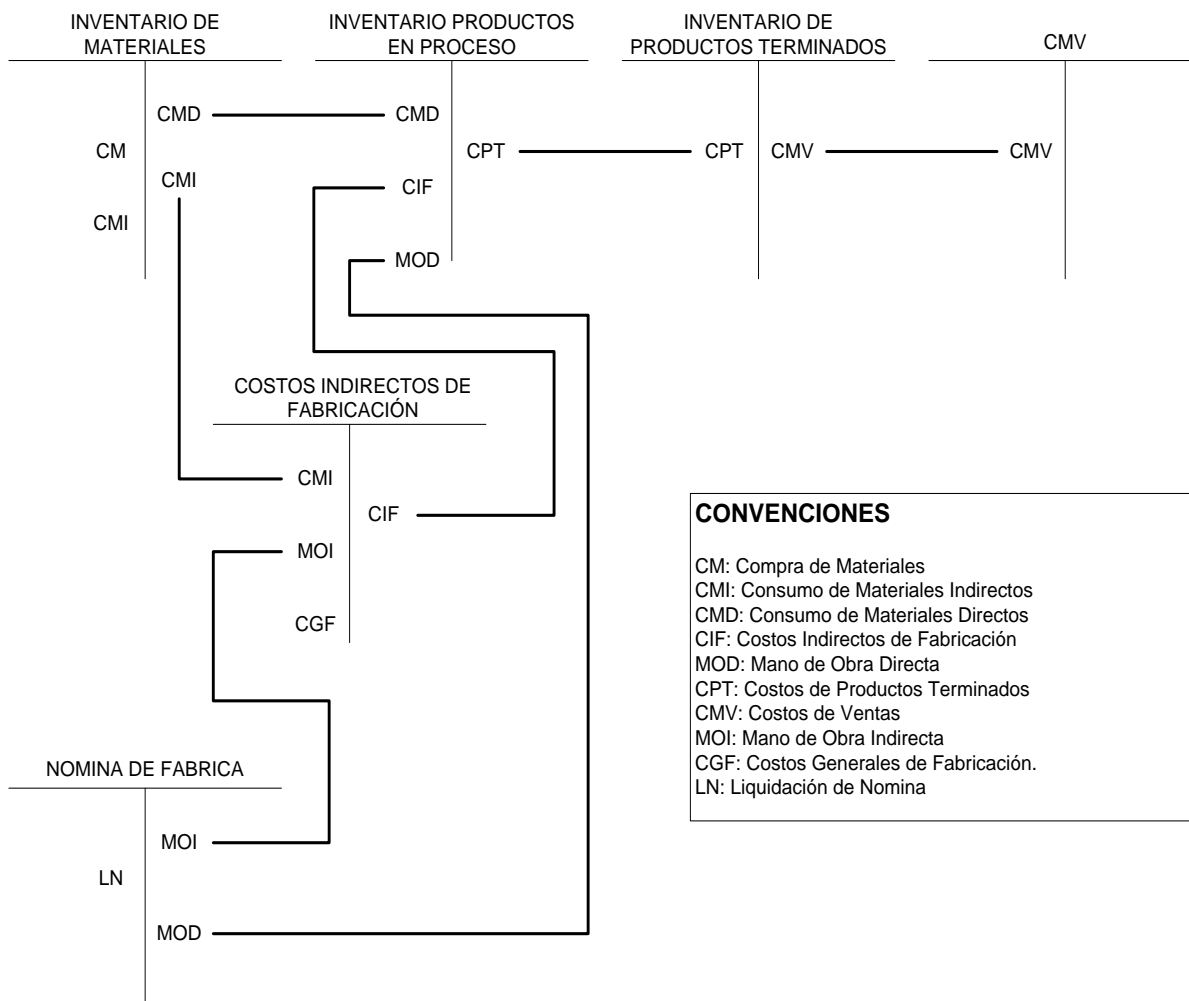 INVENTARIO DE
MATERIALES
INVENTARIO PRODUCTOS
EN PROCESO
INVENTARIO DE
PRODUCTOS TERMINADOS
CMV
CMD
CMD
CM
CPT
CPT
CMV
CMV
CMI
CIF
CMI
MOD
COSTOS INDIRECTOS DE
FABRICACIÓN
CMI
CIF
MOI
CGF
NOMINA DE FABRICA
MOI
LN
MOD
CONVENCIONES
CM: Compra de Materiales
CMI: Consumo de Materiales Indirectos
CMD: Consumo de Materiales Directos
CIF: Costos Indirectos de Fabricación
MOD: Mano de Obra Directa
CPT: Costos de Productos Terminados
CMV: Costos de Ventas
MOI: Mano de Obra Indirecta
CGF: Costos Generales de Fabricación.
LN: Liquidación de Nomina